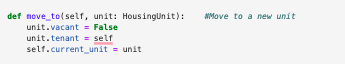 def move_to(self, unit: HousingUnit):    #Move to a new unit
    unit.vacant = False
    unit.tenant = self
    self.current_unit = unit